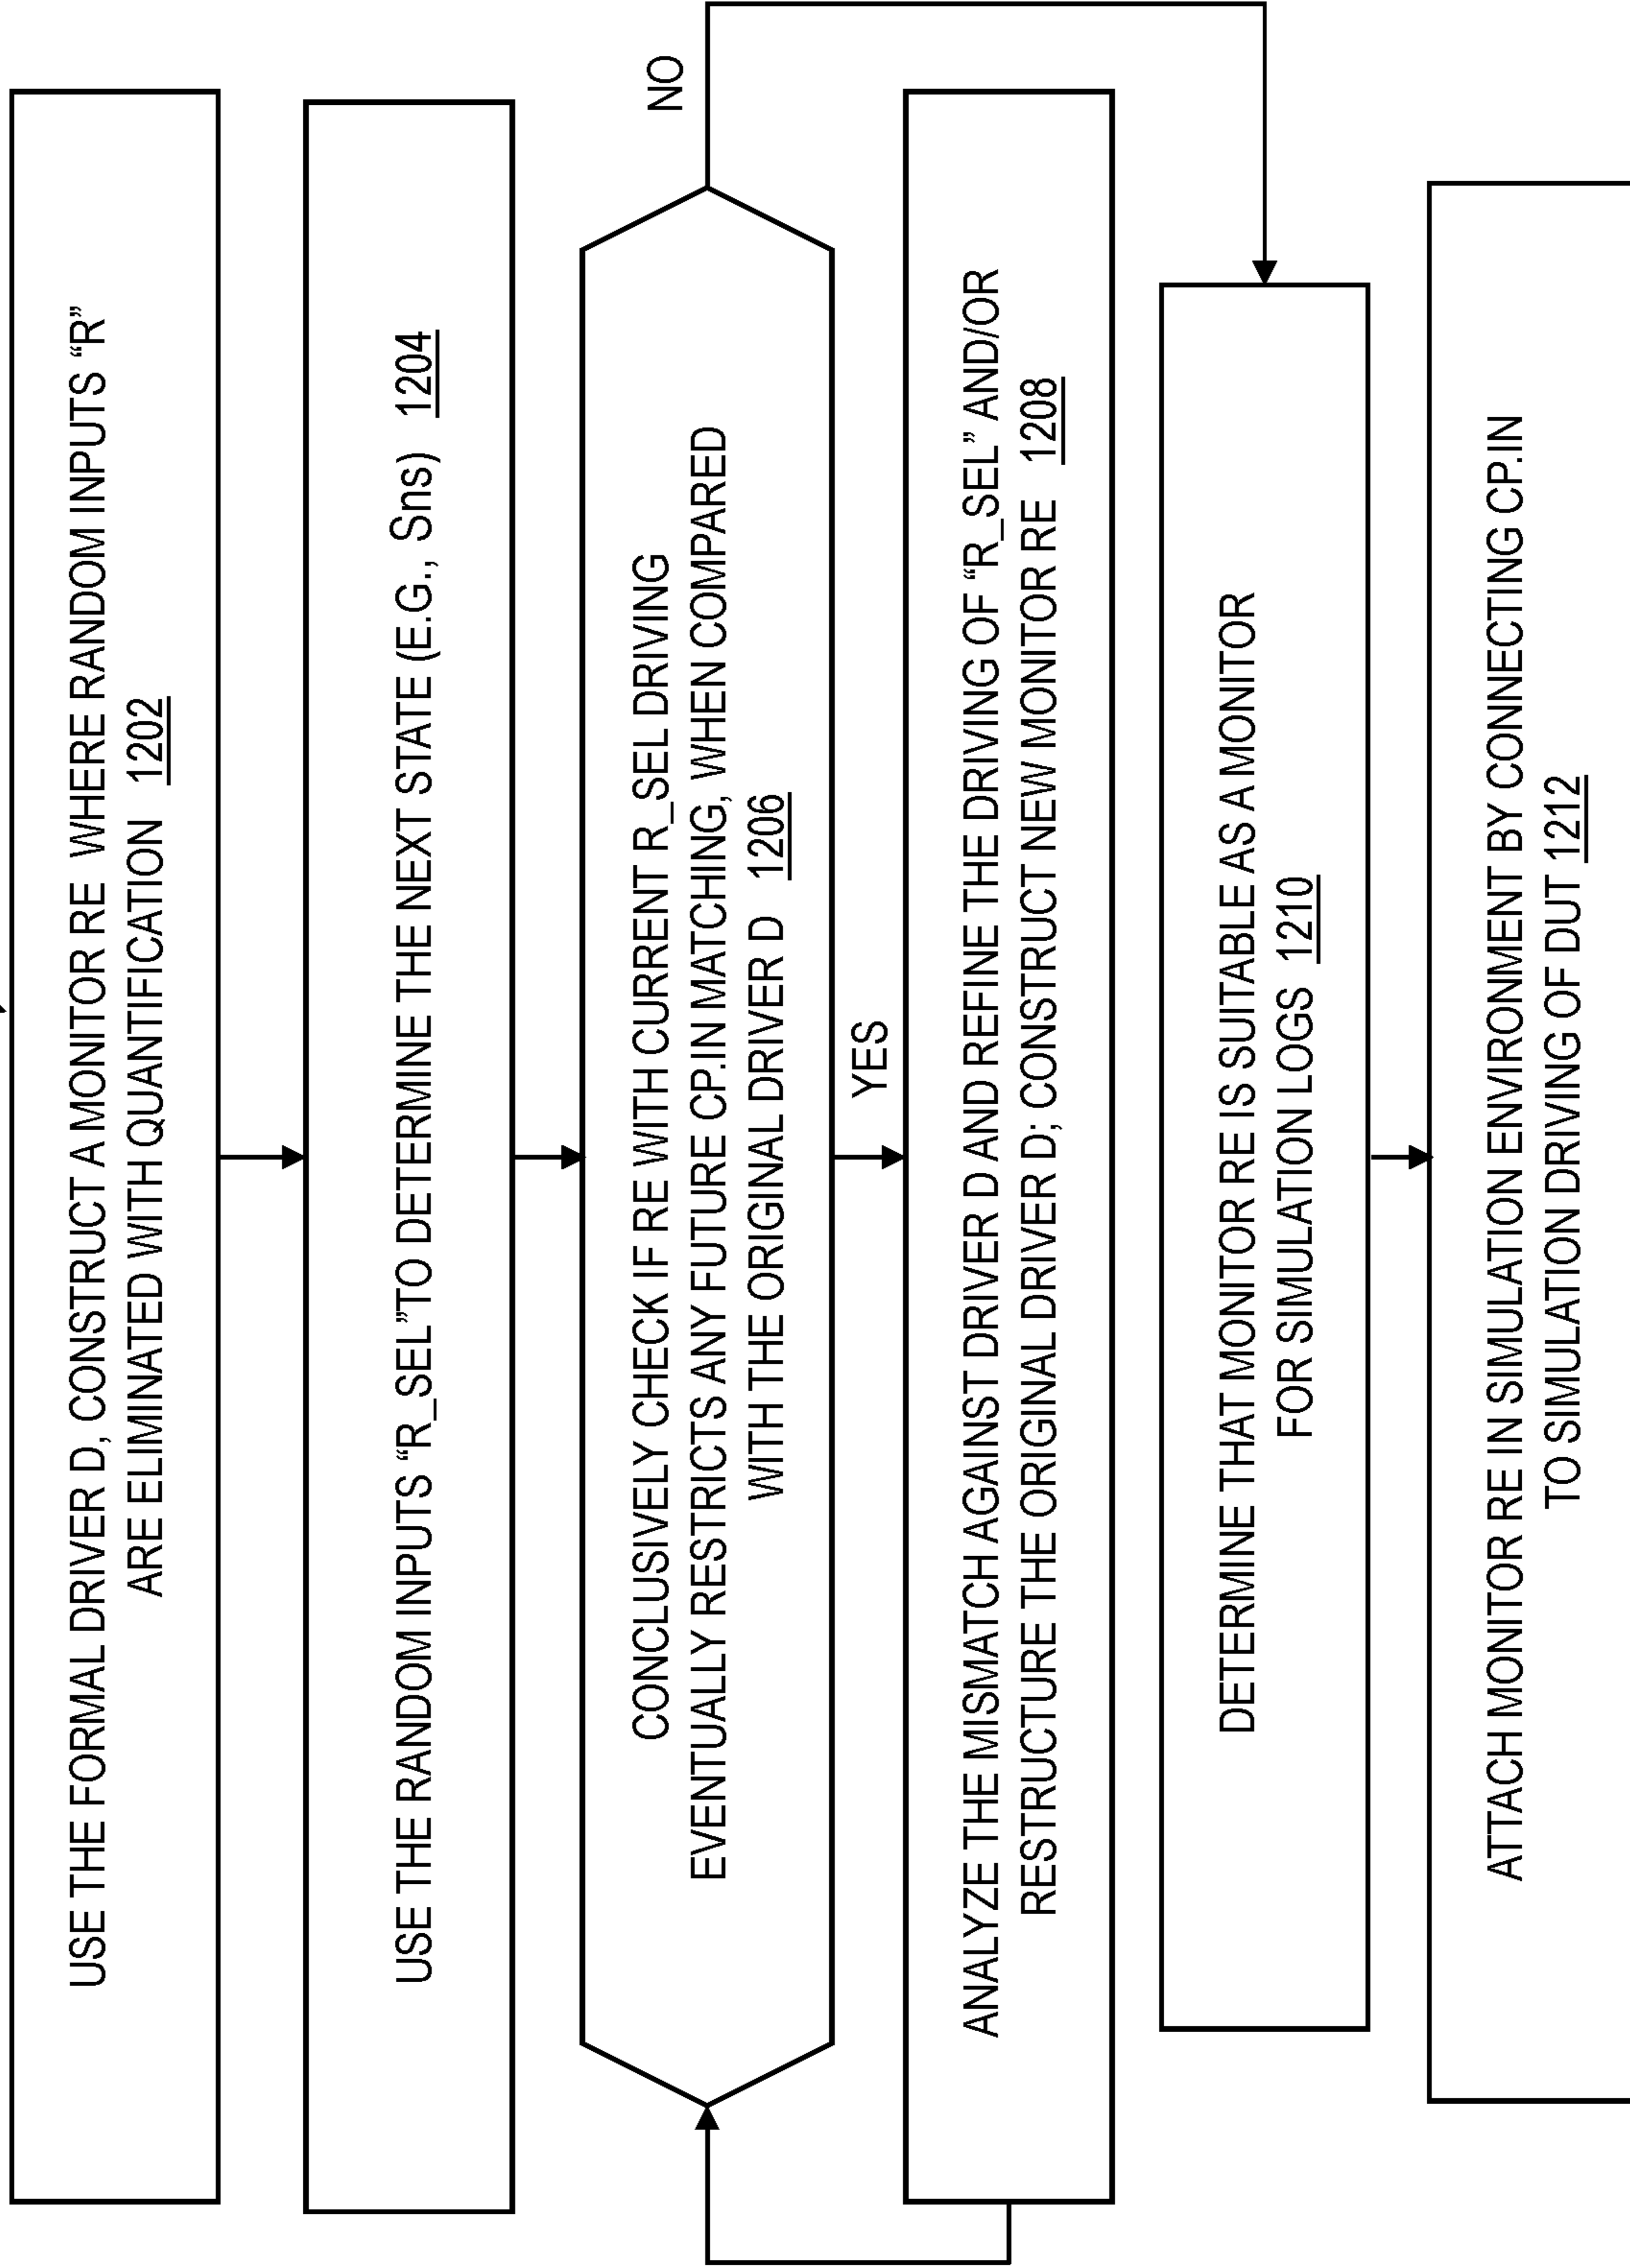 USE THE FORMAL DRIVER D, CONSTRUCT A MONITOR RE WHERE RANDOM INPUTS “R”
ARE ELIMINATED WITH QUANTIFICATION 1202
USE THE RANDOM INPUTS “R_SEL”TO DETERMINE THE NEXT STATE (E.G., Sns) 1204
CONCLUSIVELY CHECK IF RE WITH CURRENT R_SEL DRIVING
EVENTUALLY RESTRICTS ANY FUTURE CP.IN MATCHING, WHEN COMPARED
WITH THE ORIGINAL DRIVER D 1206
NO
YES
ANALYZE THE MISMATCH AGAINST DRIVER D AND REFINE THE DRIVING OF “R_SEL” AND/OR
RESTRUCTURE THE ORIGINAL DRIVER D; CONSTRUCT NEW MONITOR RE 1208
DETERMINE THAT MONITOR RE IS SUITABLE AS A MONITOR
FOR SIMULATION LOGS 1210
ATTACH MONITOR RE IN SIMULATION ENVIRONMENT BY CONNECTING CP.IN
TO SIMULATION DRIVING OF DUT 1212